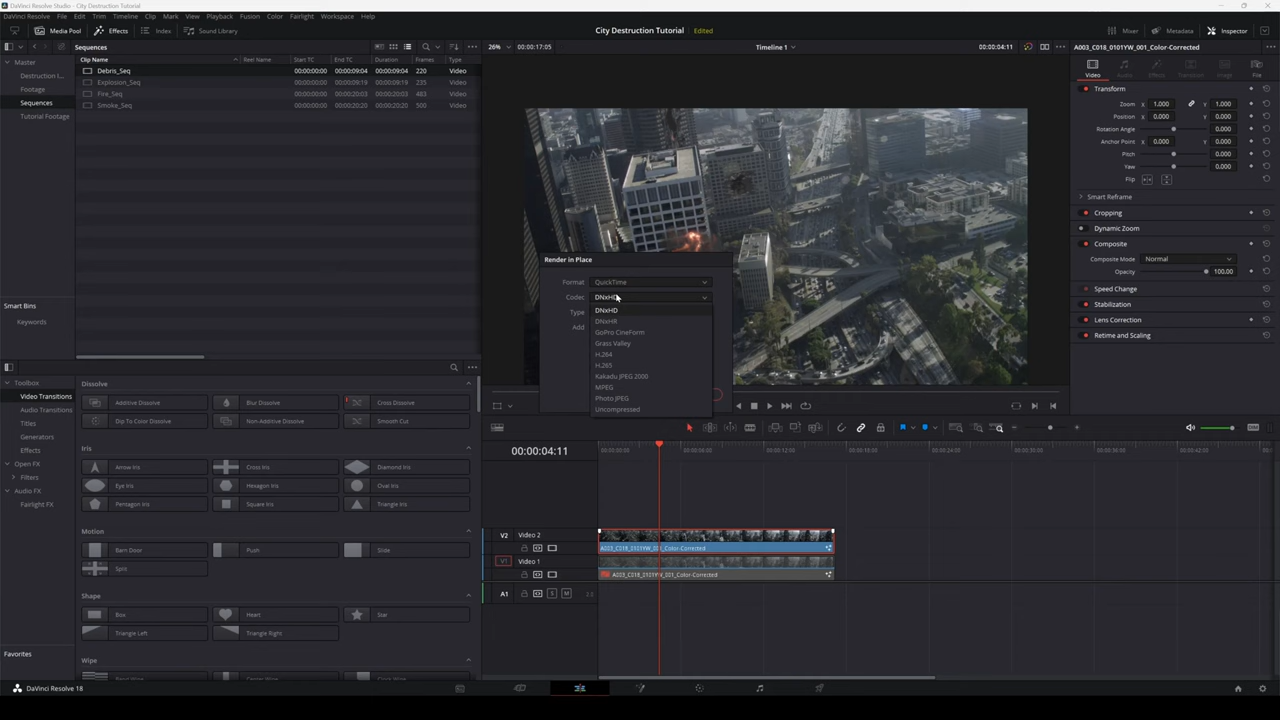 DaVinci Resolve Studio - City Destruction Tutorial
DaVinci Resolve File Edit Trim Timeline Clip Mark View Playback Fusion Color Fairlight Workspace Help
Media Pool Effects Index Sound Library
City Destruction Tutorial Edited
Mixer Metadata Inspector
Sequences
26% 00:00:17:05 Timeline 1 00:00:04:11
A003_C018_0101YW_001_Color-Corrected
Master
Destruction I...
Footage
Sequences
Tutorial Footage
Clip Name Reel Name Start TC End TC Duration Frames Type
Debris_Seq 00:00:00:00 00:00:09:04 00:00:09:04 220 Video
Explosion_Seq 00:00:00:00 00:00:09:19 00:00:09:19 235 Video
Fire_Seq 00:00:00:00 00:00:20:03 00:00:20:03 483 Video
Smoke_Seq 00:00:00:00 00:00:20:20 00:00:20:20 500 Video
Smart Bins
Keywords
Video Audio Effects Transition Image File
Transform
Zoom X 1.000 Y 1.000
Position X 0.000 Y 0.000
Rotation Angle 0.000
Anchor Point X 0.000 Y 0.000
Pitch 0.000
Yaw 0.000
Flip
Smart Reframe
Cropping
Dynamic Zoom
Composite
Composite Mode Normal
Opacity 100.00
Speed Change
Stabilization
Lens Correction
Retime and Scaling
Render in Place
Format QuickTime
Codec DNxHD
Type
Add
DNxHD
DNxHR
GoPro CineForm
Grass Valley
H.264
H.265
Kakadu JPEG 2000
MPEG
Photo JPEG
Uncompressed
Toolbox
Video Transitions
Audio Transitions
Titles
Generators
Effects
Open FX
Filters
Audio FX
Fairlight FX
Favorites
Dissolve
Additive Dissolve Blur Dissolve Cross Dissolve
Dip To Color Dissolve Non-Additive Dissolve Smooth Cut
Iris
Arrow Iris Cross Iris Diamond Iris
Eye Iris Hexagon Iris Oval Iris
Pentagon Iris Square Iris Triangle Iris
Motion
Barn Door Push Slide
Split
Shape
Box Heart Star
Triangle Left Triangle Right
Wipe
00:00:04:11
V2 Video 2
A003_C018_0101YW_001_Color-Corrected
V1 Video 1
A003_C018_0101YW_001_Color-Corrected
A1 S M 2.0
DaVinci Resolve 18